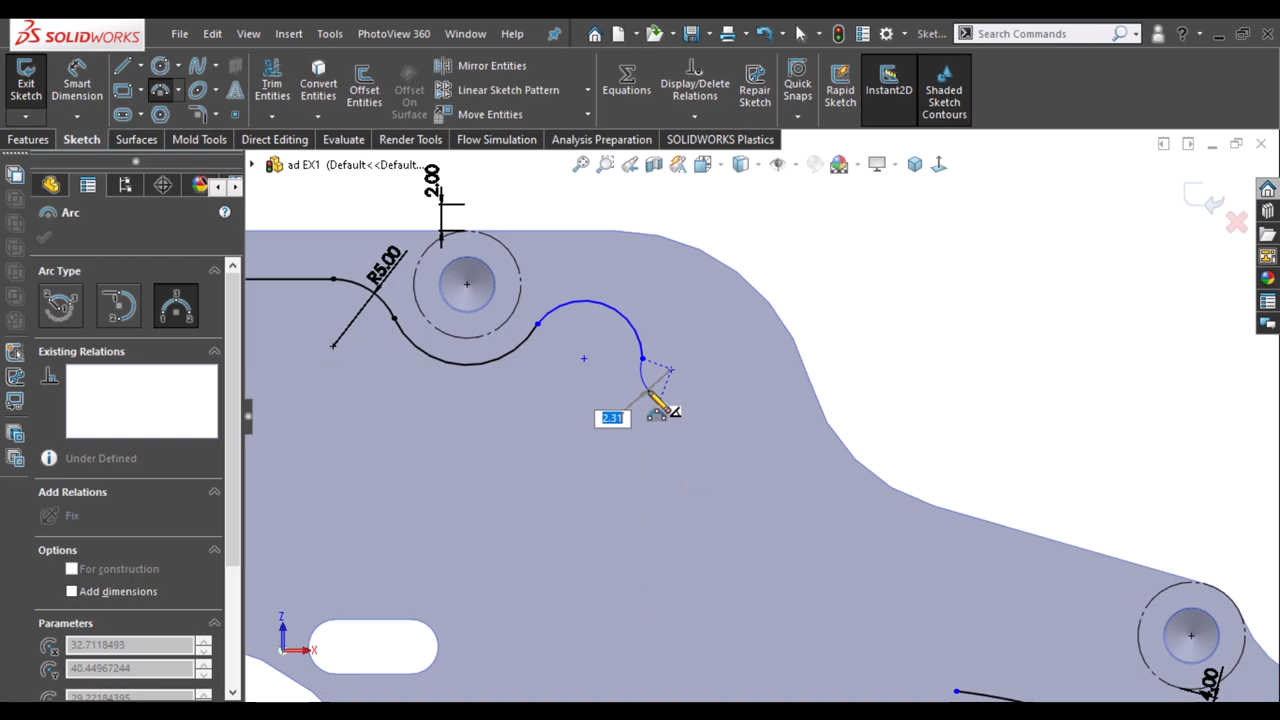 SOLIDWORKS File Edit View Insert Tools PhotoView 360 Window Help Sket... Search Commands
Exit Sketch
Smart Dimension
Trim Entities
Convert Entities
Offset Entities
Offset On Surface
Mirror Entities
Linear Sketch Pattern
Move Entities
Equations
Display/Delete Relations
Repair Sketch
Quick Snaps
Rapid Sketch
Instant2D
Shaded Sketch Contours
Features Sketch Surfaces Mold Tools Direct Editing Evaluate Render Tools Flow Simulation Analysis Preparation SOLIDWORKS Plastics
ad EX1 (Default<<Default...
Arc
Arc Type
Existing Relations
Under Defined
Add Relations
Fix
Options
For construction
Add dimensions
Parameters
32.7118493
40.44967244
29.22184395
2.00
R5.00
2.31
Z
X